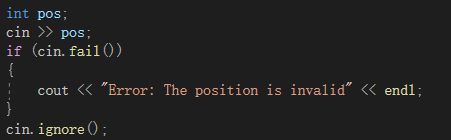 int pos;
cin >> pos;
if (cin.fail())
{
    cout << "Error: The position is invalid" << endl;
}
cin.ignore();